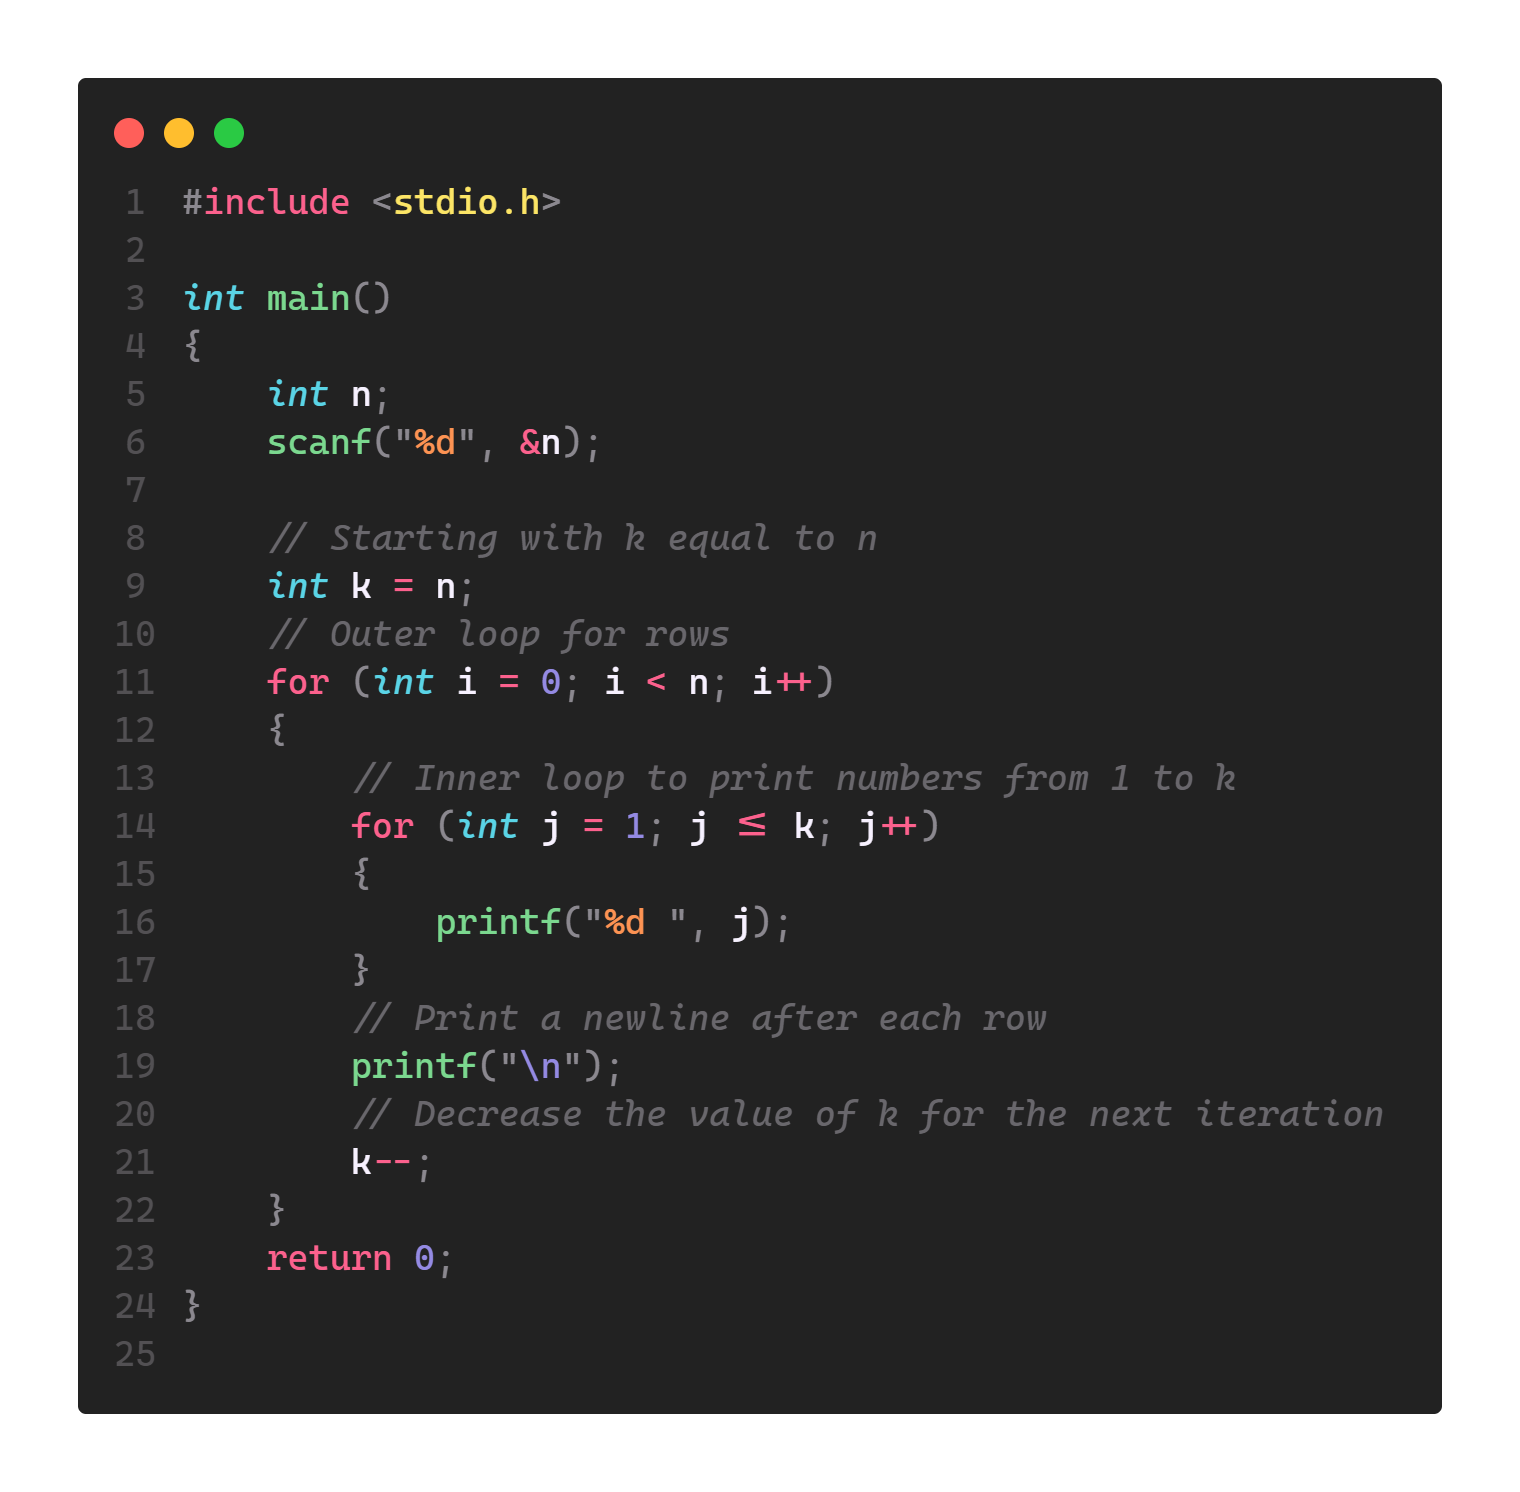 1 #include <stdio.h>
2
3 int main()
4 {
5     int n;
6     scanf("%d", &n);
7
8     // Starting with k equal to n
9     int k = n;
10     // Outer loop for rows
11     for (int i = 0; i < n; i++)
12     {
13         // Inner loop to print numbers from 1 to k
14         for (int j = 1; j <= k; j++)
15         {
16             printf("%d ", j);
17         }
18         // Print a newline after each row
19         printf("\n");
20         // Decrease the value of k for the next iteration
21         k--;
22     }
23     return 0;
24 }
25